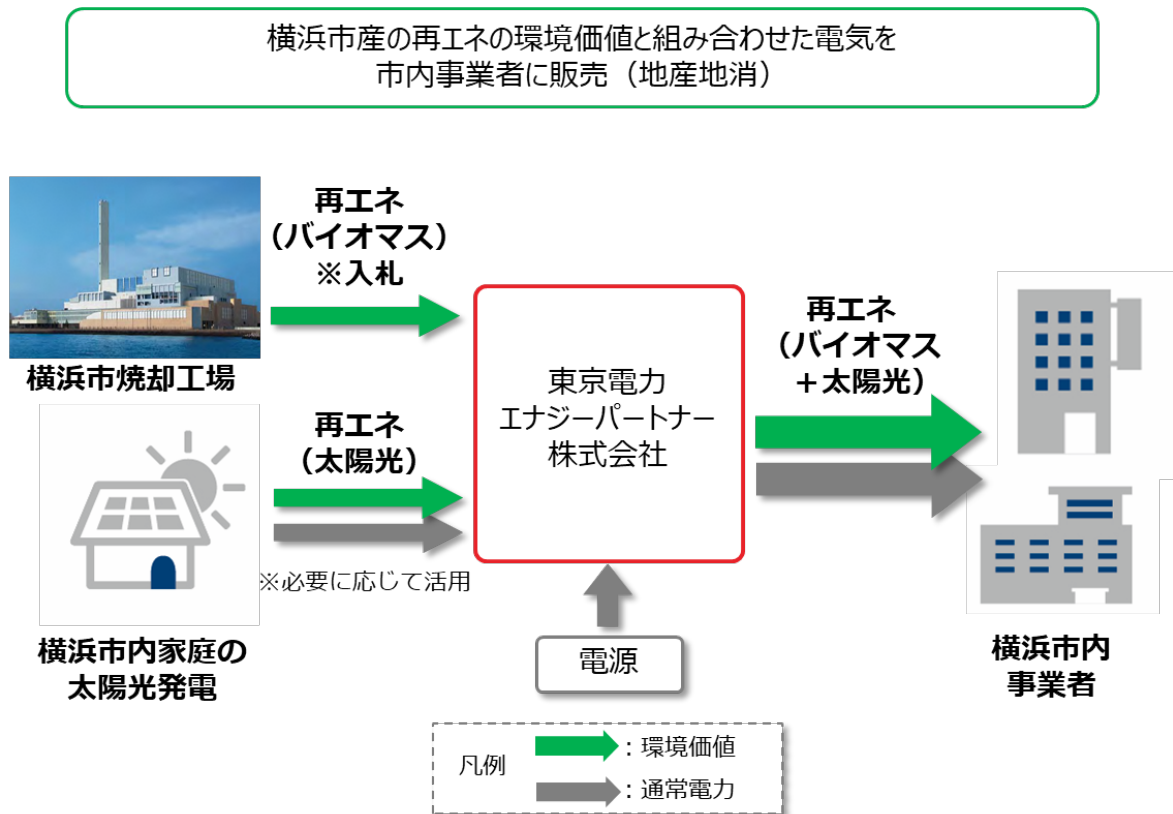 横浜市産の再エネの環境価値と組み合わせた電気を
市内事業者に販売（地産地消）
再エネ
（バイオマス）
※入札
横浜市焼却工場
再エネ
（太陽光）
※必要に応じて活用
横浜市内家庭の
太陽光発電
東京電力
エナジーパートナー
株式会社
電源
再エネ
（バイオマス
＋太陽光）
横浜市内
事業者
凡例
：環境価値
：通常電力